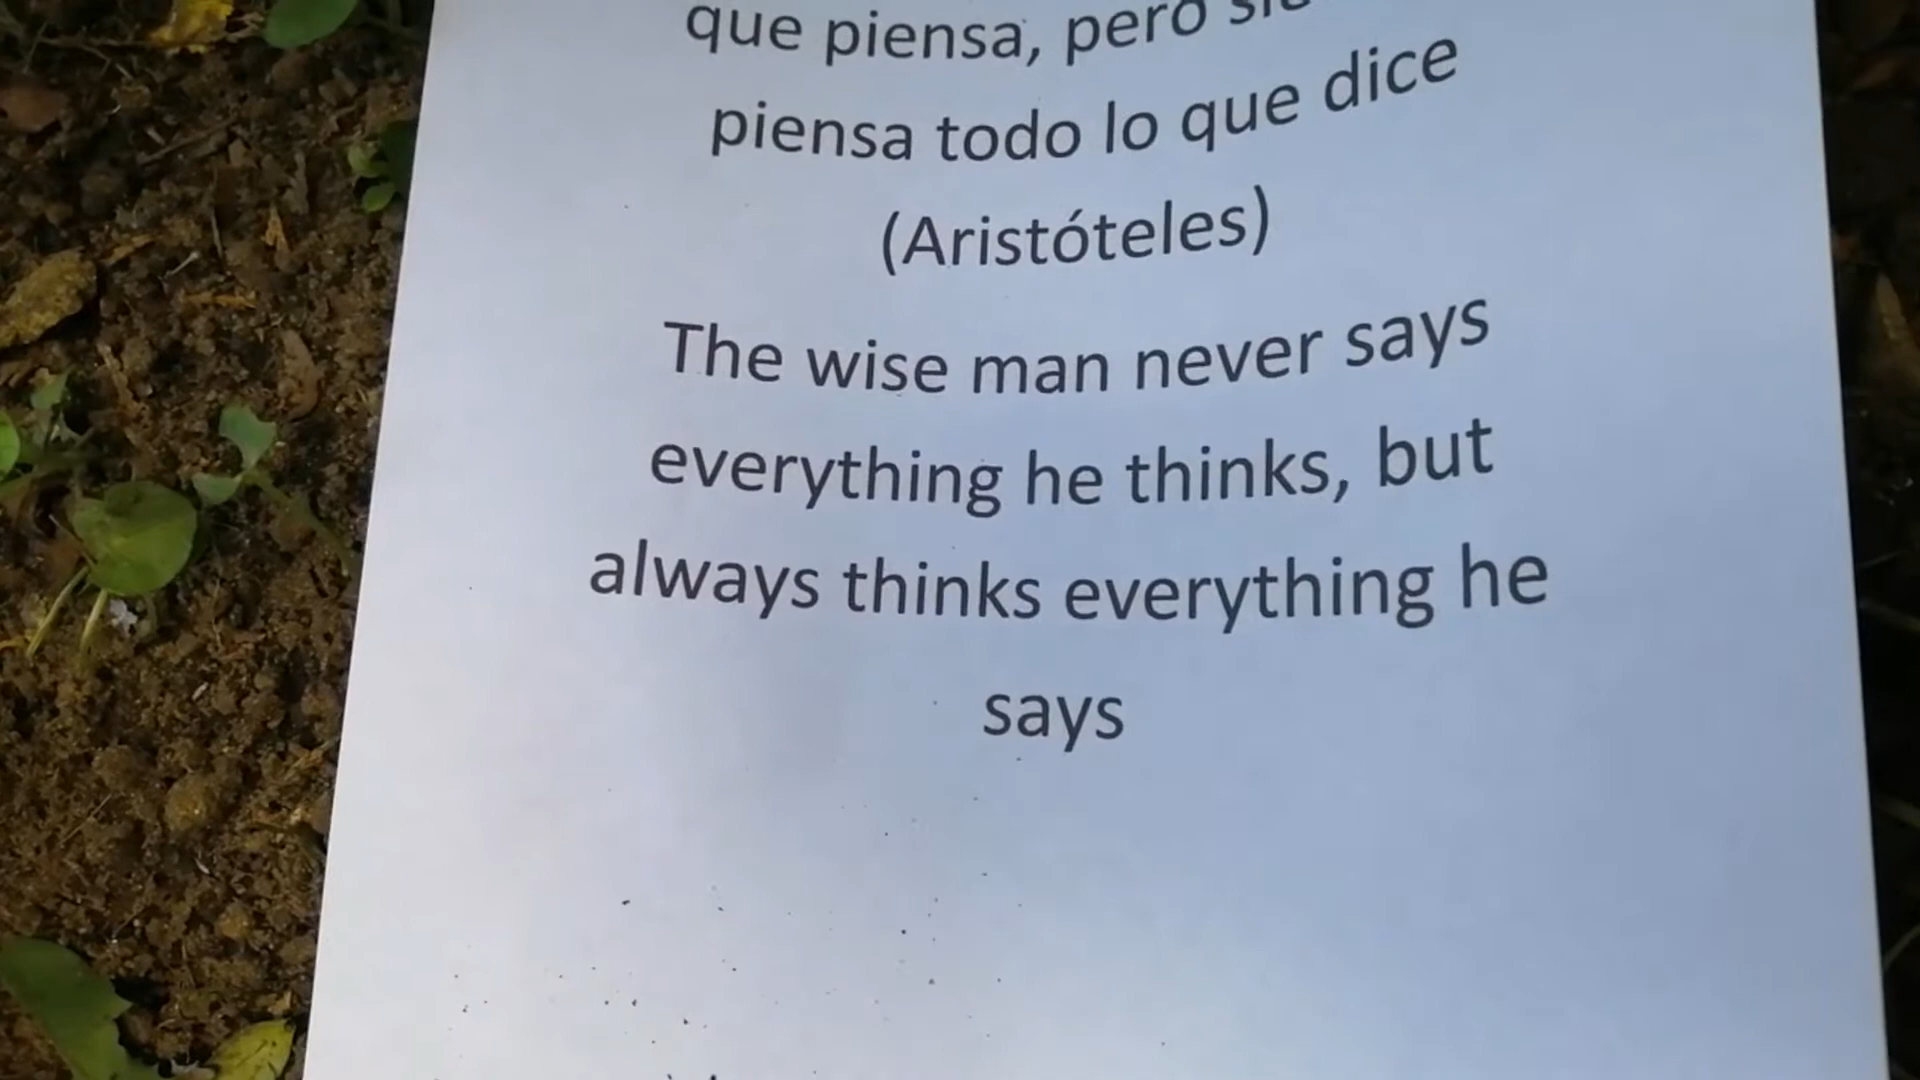 que piensa, pero
piensa todo lo que dice
(Aristóteles)
The wise man never says
everything he thinks, but
always thinks everything he
says